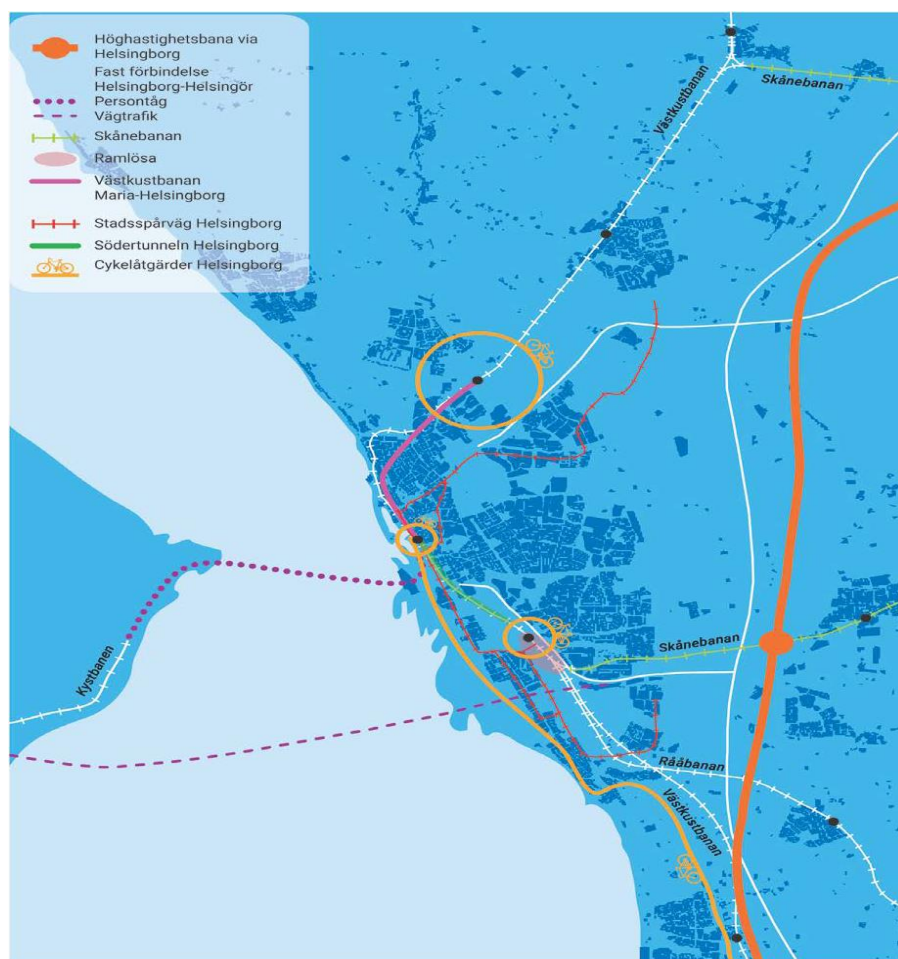 Höghastighetsbana via
Helsingborg
Fast förbindelse
Helsingborg-Helsingör
Persontåg
Vägtrafik
Skånebanan
Ramlösa
Västkustbanan
Maria-Helsingborg
Stadsspårväg Helsingborg
Södertunneln Helsingborg
Cykelåtgärder Helsingborg
Västkustbanan
Skånebanan
Kystbanen
Skånebanan
Rååbanan
Västkustbanan